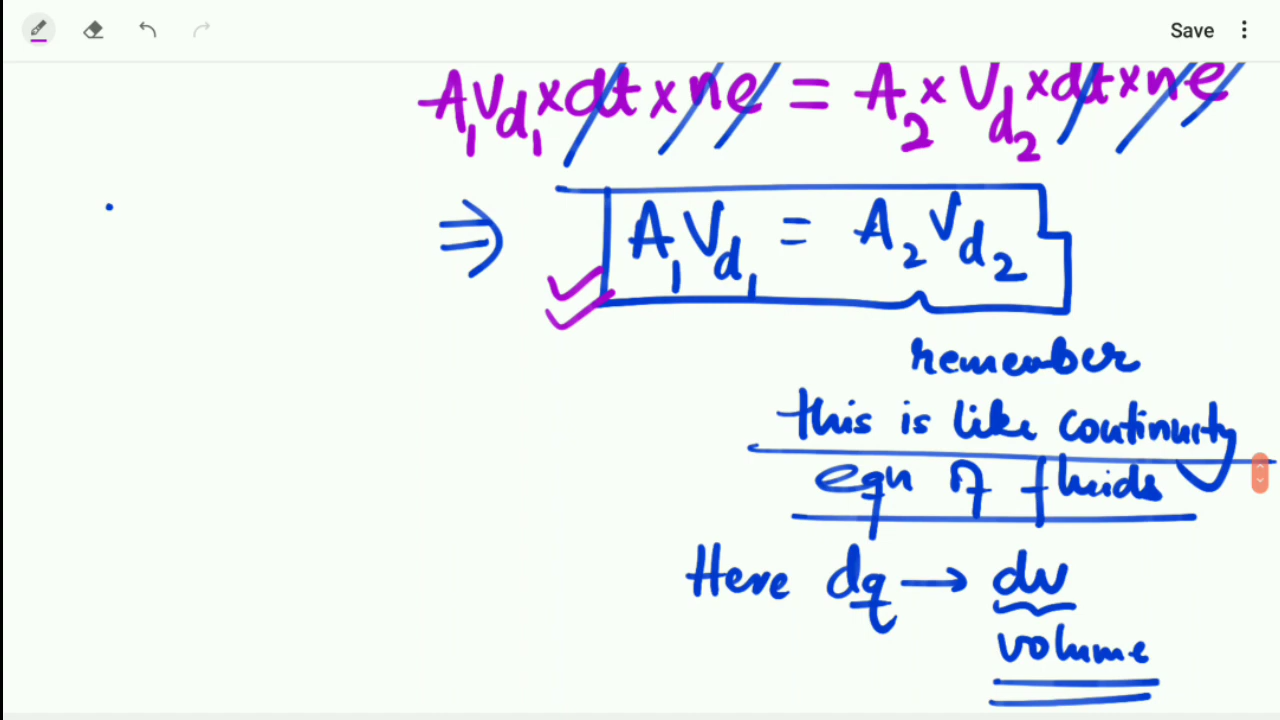 Save
A₁Vd₁×dt×ne = A₂×Vd₂×dt×ne
⇒ A₁Vd₁ = A₂Vd₂
remember
this is like continuity
eqn of fluids
Here dq → dv
volume